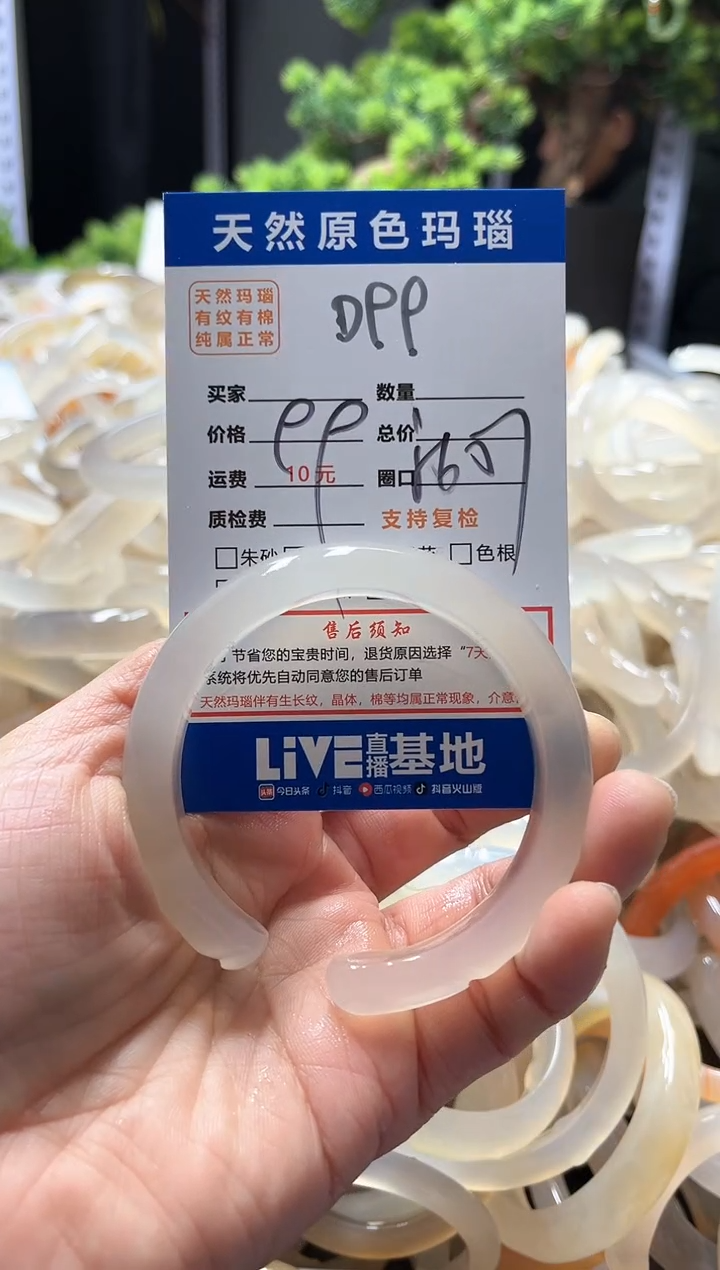 天然原色玛瑙
天然玛瑙
有纹有棉
纯属正常
DPP
买家 数量
价格 总价
运费 10元 圈口
质检费 支持复检
朱砂 色根
售后须知
节省您的宝贵时间，退货原因选择“7天
系统将优先自动同意您的售后订单
天然玛瑙伴有生长纹，晶体，棉等均属正常现象，介意
LiVE直播基地
头条 今日头条 抖音 西瓜视频 抖音火山版